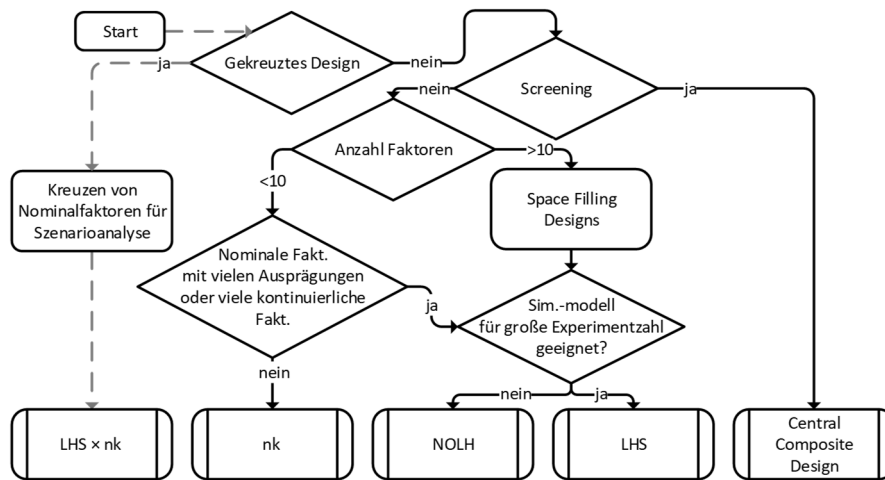 Start
Gekreuztes Design
ja
nein
Screening
nein
ja
Anzahl Faktoren
<10
>10
Kreuzen von
Nominalfaktoren für
Szenarioanalyse
Space Filling
Designs
Nominale Fakt.
mit vielen Ausprägungen
oder viele kontinuierliche
Fakt.
ja
nein
Sim.-modell
für große Experimentzahl
geeignet?
nein
ja
LHS × nk
nk
NOLH
LHS
Central
Composite
Design